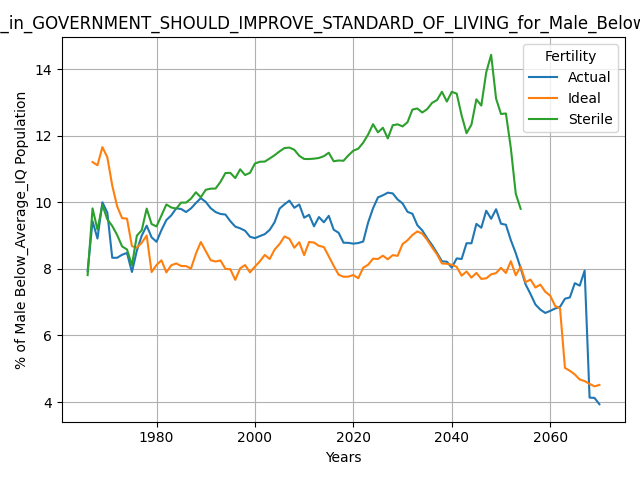 _in_GOVERNMENT_SHOULD_IMPROVE_STANDARD_OF_LIVING_for_Male_Below
Fertility
Actual
Ideal
Sterile
% of Male Below_Average_IQ Population
14
12
10
8
6
4
1980 2000 2020 2040 2060
Years